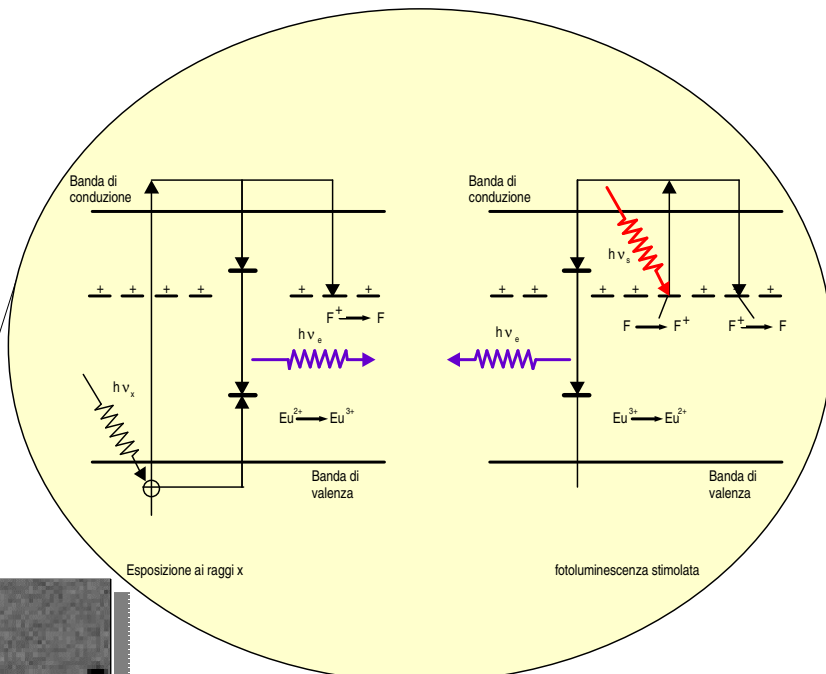 Banda di
conduzione
+ + + + +
F⁺ → F
hνₑ
hνₓ
Eu²⁺ → Eu³⁺
Banda di
valenza
Esposizione ai raggi x
Banda di
conduzione
hνₛ
+ + + + + + +
F → F⁺ F⁺ → F
hνₑ
Eu³⁺ → Eu²⁺
Banda di
valenza
fotoluminescenza stimolata